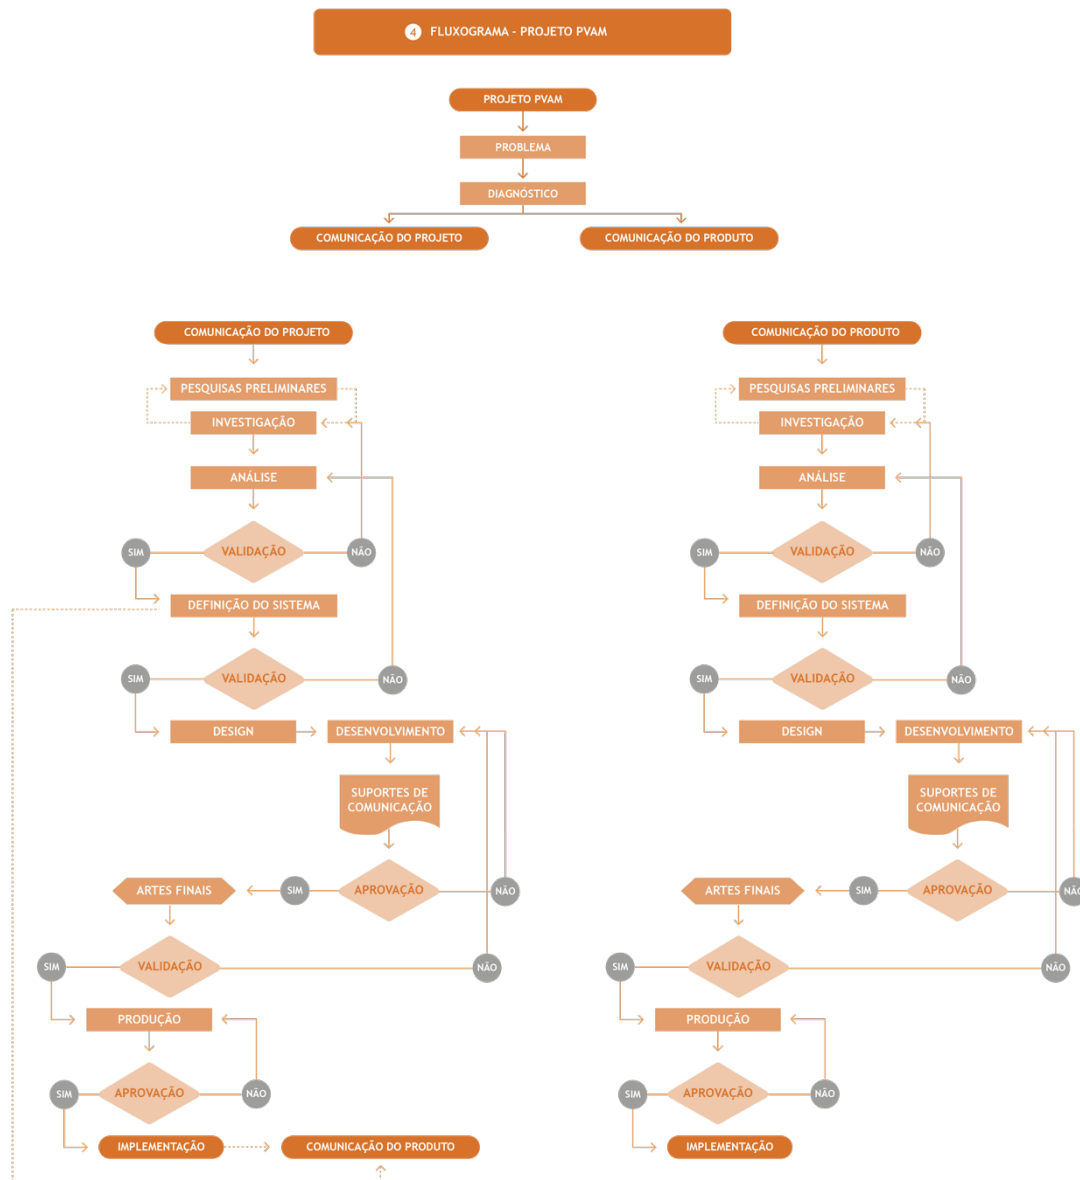 4 FLUXOGRAMA - PROJETO PVAM
PROJETO PVAM
PROBLEMA
DIAGNÓSTICO
COMUNICAÇÃO DO PROJETO
COMUNICAÇÃO DO PRODUTO
COMUNICAÇÃO DO PROJETO
PESQUISAS PRELIMINARES
INVESTIGAÇÃO
ANÁLISE
SIM
VALIDAÇÃO
NÃO
DEFINIÇÃO DO SISTEMA
SIM
VALIDAÇÃO
NÃO
DESIGN
DESENVOLVIMENTO
SUPORTES DE
COMUNICAÇÃO
ARTES FINAIS
SIM
APROVAÇÃO
NÃO
SIM
VALIDAÇÃO
NÃO
PRODUÇÃO
SIM
APROVAÇÃO
NÃO
IMPLEMENTAÇÃO
COMUNICAÇÃO DO PRODUTO
COMUNICAÇÃO DO PRODUTO
PESQUISAS PRELIMINARES
INVESTIGAÇÃO
ANÁLISE
SIM
VALIDAÇÃO
NÃO
DEFINIÇÃO DO SISTEMA
SIM
VALIDAÇÃO
NÃO
DESIGN
DESENVOLVIMENTO
SUPORTES DE
COMUNICAÇÃO
ARTES FINAIS
SIM
APROVAÇÃO
NÃO
SIM
VALIDAÇÃO
NÃO
PRODUÇÃO
SIM
APROVAÇÃO
NÃO
IMPLEMENTAÇÃO